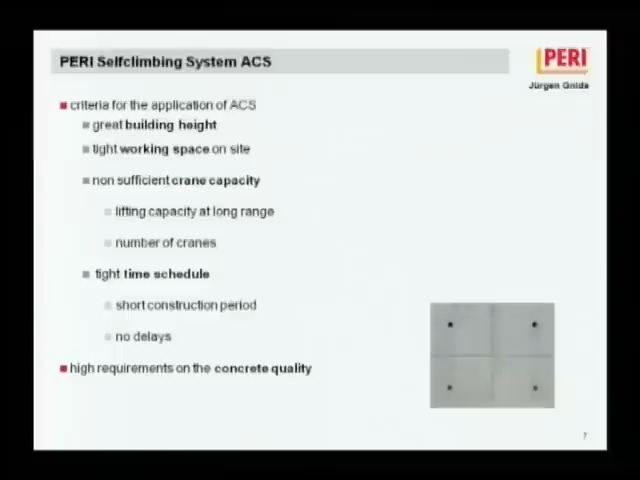 PERI Selfclimbing System ACS
PERI
Jürgen Gnida
criteria for the application of ACS
great building height
tight working space on site
non sufficient crane capacity
lifting capacity at long range
number of cranes
tight time schedule
short construction period
no delays
high requirements on the concrete quality
7